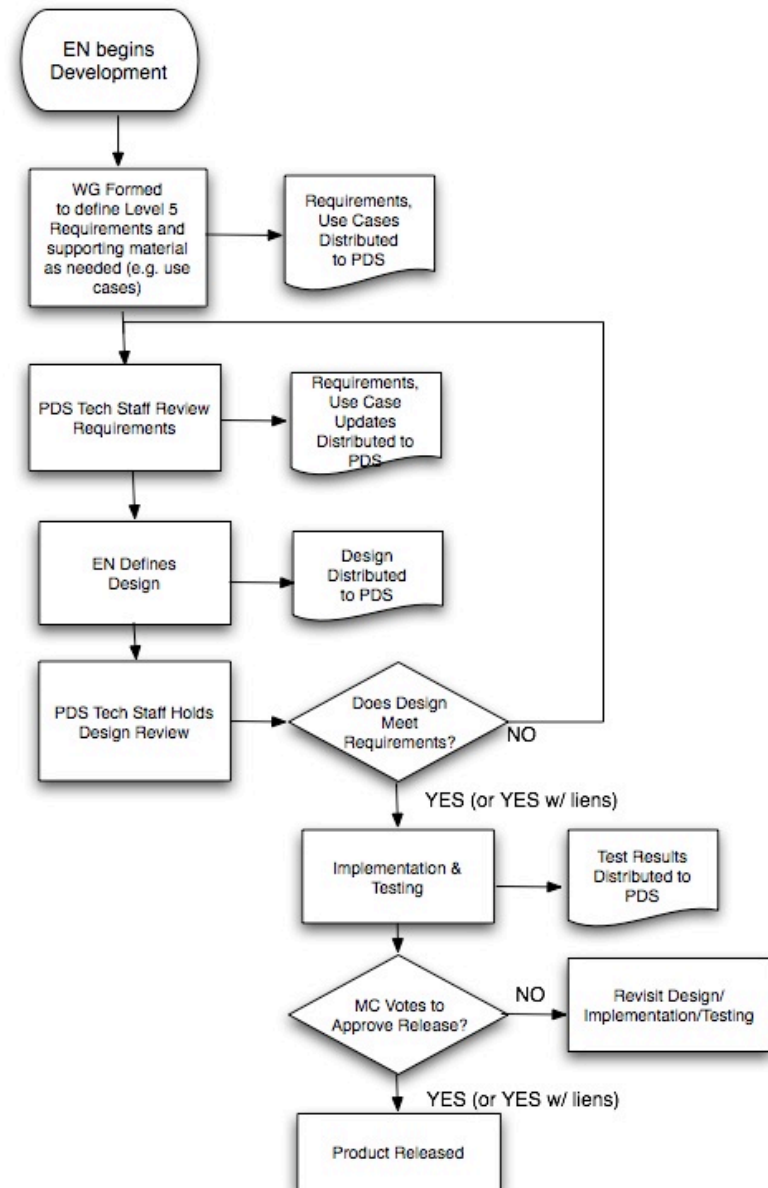 EN begins
Development
WG Formed
to define Level 5
Requirements and
supporting material
as needed (e.g. use
cases)
Requirements,
Use Cases
Distributed
to PDS
PDS Tech Staff Review
Requirements
Requirements,
Use Case
Updates
Distributed to
PDS
EN Defines
Design
Design
Distributed
to PDS
PDS Tech Staff Holds
Design Review
Does Design
Meet
Requirements?
NO
YES (or YES w/ liens)
Implementation &
Testing
Test Results
Distributed to
PDS
MC Votes to
Approve Release?
NO
Revisit Design/
Implementation/Testing
YES (or YES w/ liens)
Product Released